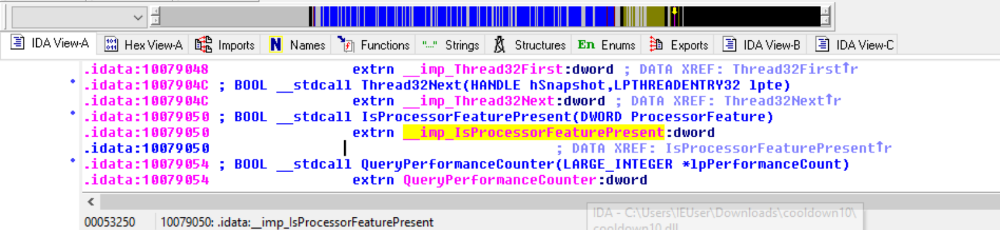 IDA View-A Hex View-A Imports N Names Functions "..." Strings Structures En Enums Exports IDA View-B IDA View-C
.idata:10079048 extrn __imp_Thread32First:dword ; DATA XREF: Thread32First↑r
.idata:1007904C ; BOOL __stdcall Thread32Next(HANDLE hSnapshot,LPTHREADENTRY32 lpte)
.idata:1007904C extrn __imp_Thread32Next:dword ; DATA XREF: Thread32Next↑r
.idata:10079050 ; BOOL __stdcall IsProcessorFeaturePresent(DWORD ProcessorFeature)
.idata:10079050 extrn __imp_IsProcessorFeaturePresent:dword
.idata:10079050 ; DATA XREF: IsProcessorFeaturePresent↑r
.idata:10079054 ; BOOL __stdcall QueryPerformanceCounter(LARGE_INTEGER *lpPerformanceCount)
.idata:10079054 extrn QueryPerformanceCounter:dword
IDA - C:\Users\IEUser\Downloads\cooldown10\
cooldown10.dll
00053250 10079050: .idata:__imp_IsProcessorFeaturePresent